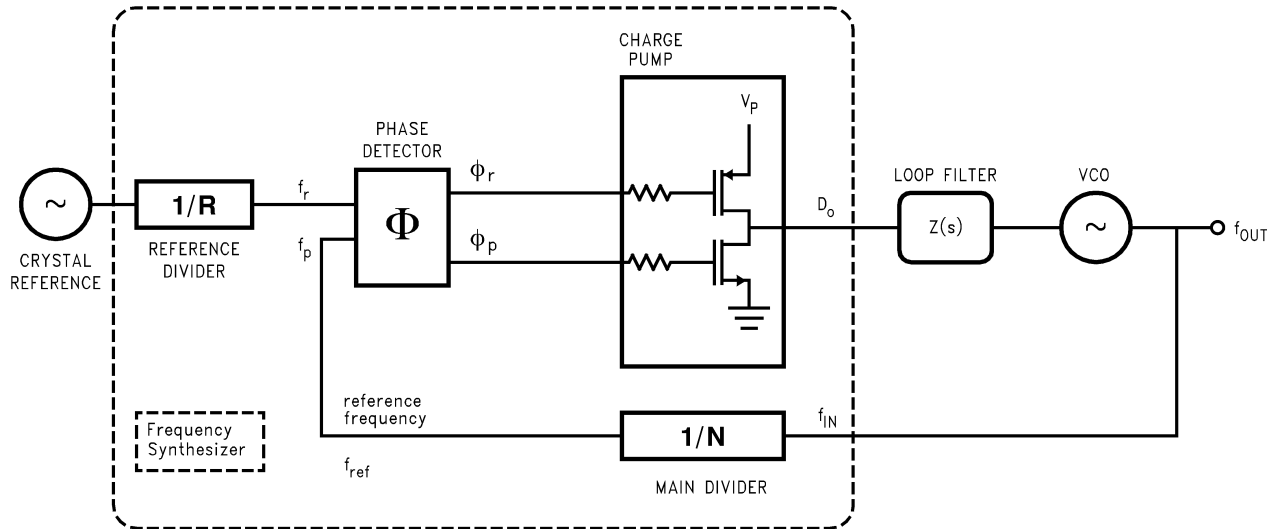 CHARGE
PUMP
V_P
PHASE
DETECTOR
ϕ_r
f_r
1/R
~
Φ
LOOP FILTER
VCO
D_o
Z(s)
~
f_OUT
f_p
ϕ_p
REFERENCE
DIVIDER
CRYSTAL
REFERENCE
reference
frequency
f_ref
f_IN
1/N
MAIN DIVIDER
Frequency
Synthesizer